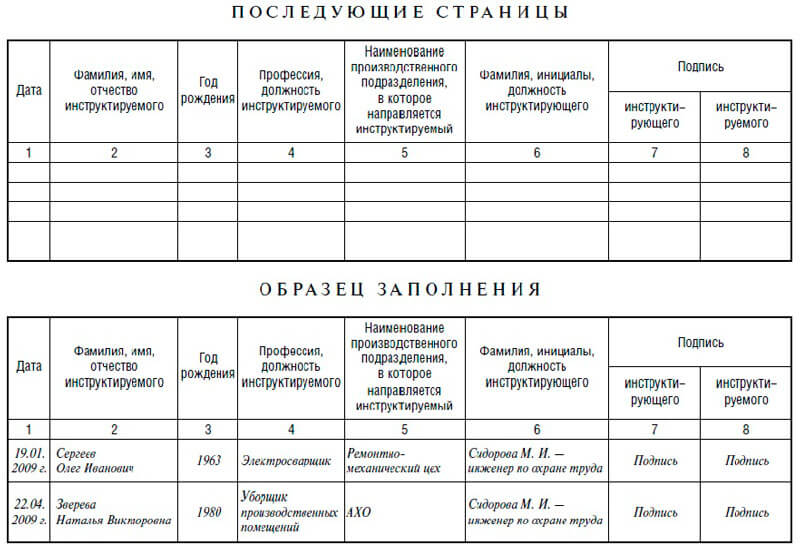 ПОСЛЕДУЮЩИЕ СТРАНИЦЫ
Дата
Фамилия, имя,
отчество
инструктируемого
Год
рождения
Профессия,
должность
инструктируемого
Наименование
производственного
подразделения,
в которое
направляется
инструктируемый
Фамилия, инициалы,
должность
инструктирующего
Подпись
инструкти-
рующего
инструкти-
руемого
1 2 3 4 5 6 7 8
ОБРАЗЕЦ ЗАПОЛНЕНИЯ
Дата
Фамилия, имя,
отчество
инструктируемого
Год
рождения
Профессия,
должность
инструктируемого
Наименование
производственного
подразделения,
в которое
направляется
инструктируемый
Фамилия, инициалы,
должность
инструктирующего
Подпись
инструкти-
рующего
инструкти-
руемого
1 2 3 4 5 6 7 8
19.01.
2009 г.
Сергеев
Олег Иванович
1963
Электросварщик
Ремонтно-
механический цех
Сидорова М. И. —
инженер по охране труда
Подпись
Подпись
22.04.
2009 г.
Зверева
Наталья Викторовна
1980
Уборщик
производственных
помещений
АХО
Сидорова М. И. —
инженер по охране труда
Подпись
Подпись